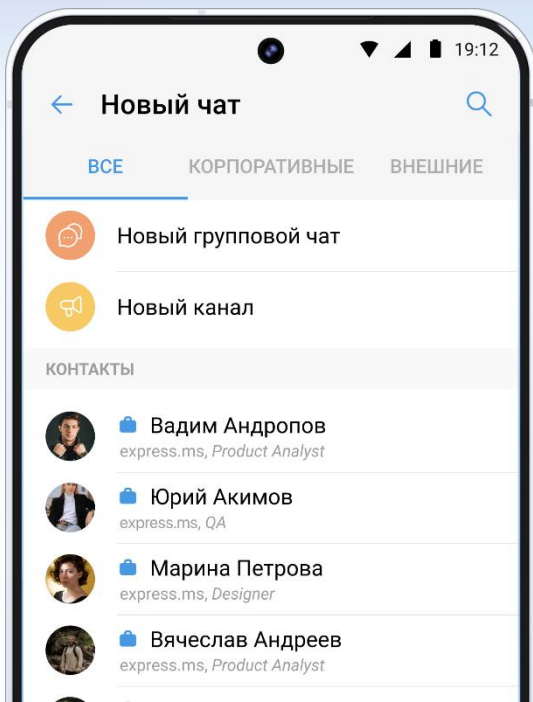 19:12
Новый чат
ВСЕ КОРПОРАТИВНЫЕ ВНЕШНИЕ
Новый групповой чат
Новый канал
КОНТАКТЫ
Вадим Андропов
express.ms, Product Analyst
Юрий Акимов
express.ms, QA
Марина Петрова
express.ms, Designer
Вячеслав Андреев
express.ms, Product Analyst